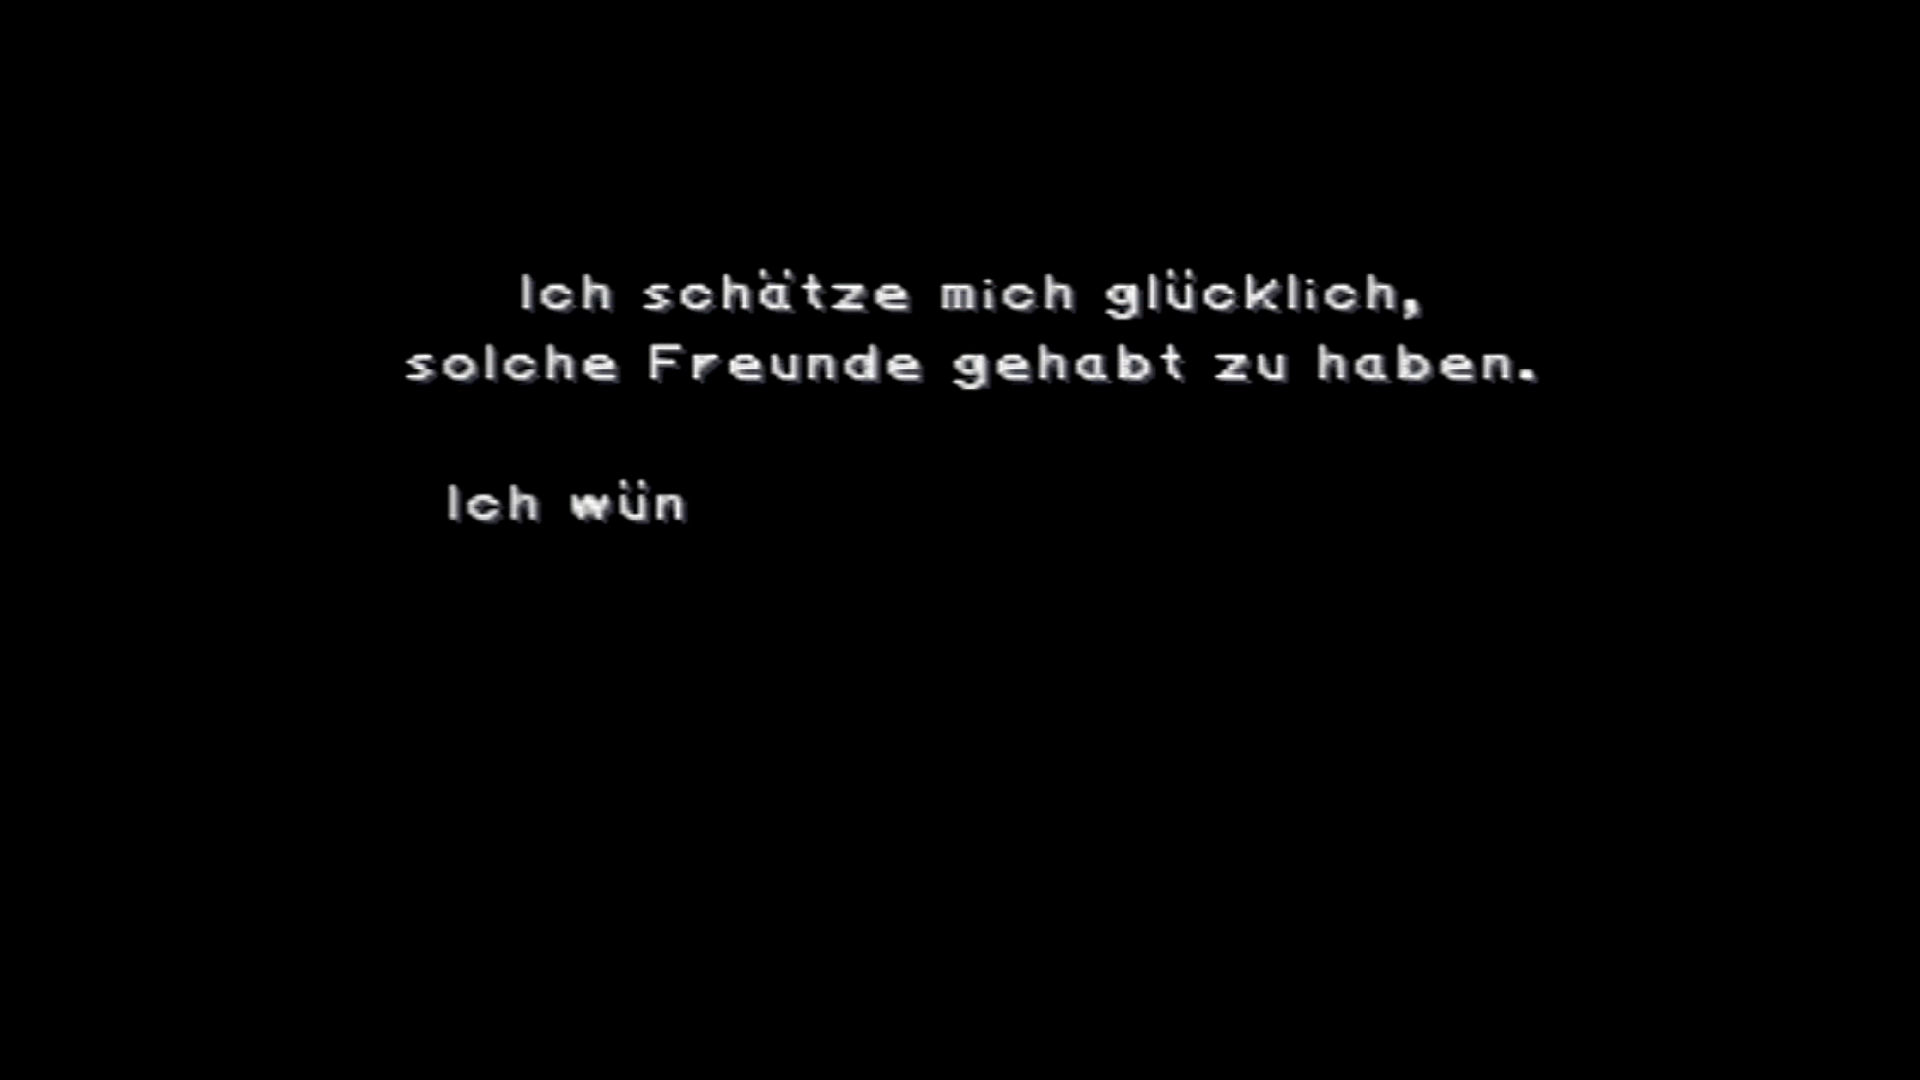 Ich schätze mich glücklich,
solche Freunde gehabt zu haben.
Ich wün